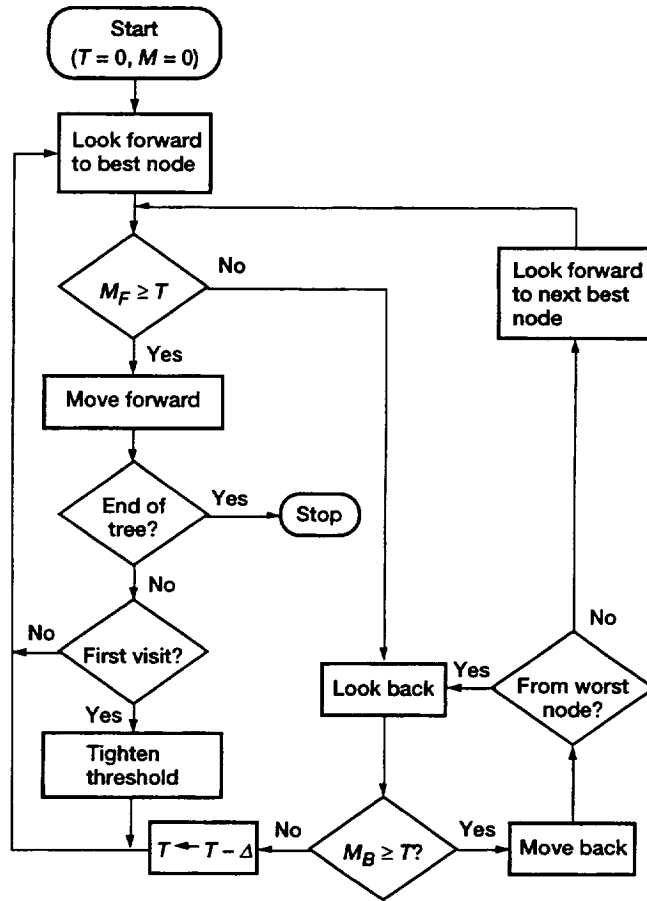 Start
(T = 0, M = 0)
Look forward
to best node
No
M_F ≥ T
Yes
Look forward
to next best
node
Move forward
End of
tree?
Yes
Stop
No
No
First visit?
Yes
Tighten
threshold
No
Look back
Yes
From worst
node?
T ← T – Δ
No
M_B ≥ T?
Yes
Move back